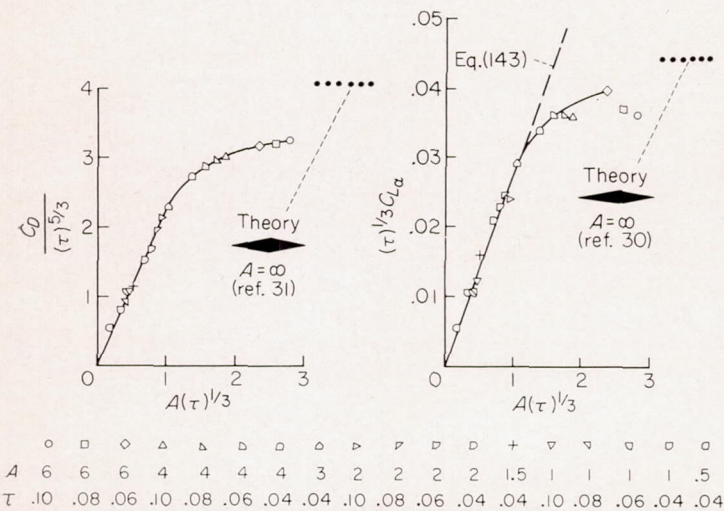 .05
Eq.(143)
4
.04
3
.03
C_D
(τ)^5/3
(τ)^1/3 C_Lα
Theory
Theory
2
.02
A=∞
(ref. 31)
A=∞
(ref. 30)
1
.01
0 1 2 3
0 1 2 3
A(τ)^1/3
A(τ)^1/3
A 6 6 6 4 4 4 4 3 2 2 2 2 1.5 1 1 1 1 .5
τ .10 .08 .06 .10 .08 .06 .04 .04 .10 .08 .06 .04 .04 .10 .08 .06 .04 .04